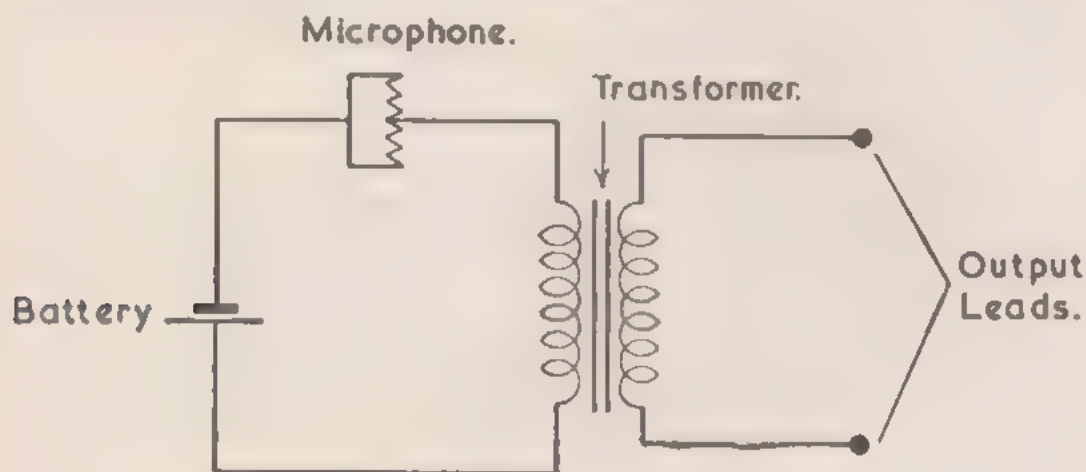 Microphone.
Transformer.
Battery
Output
Leads.